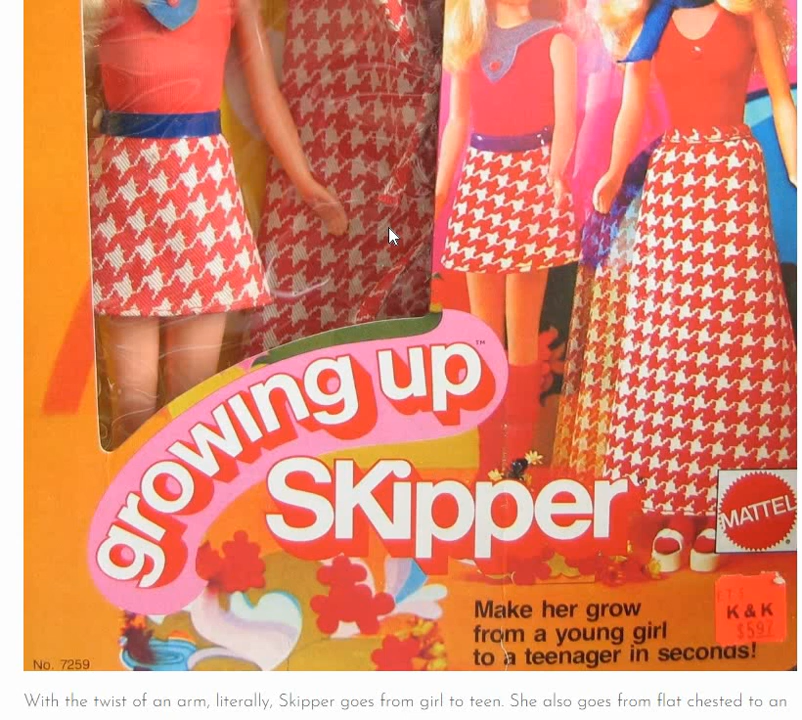 growing up™
SKipper
MATTEL
Make her grow
from a young girl
to a teenager in seconds!
K & K
$5.97
No. 7259
With the twist of an arm, literally, Skipper goes from girl to teen. She also goes from flat chested to an